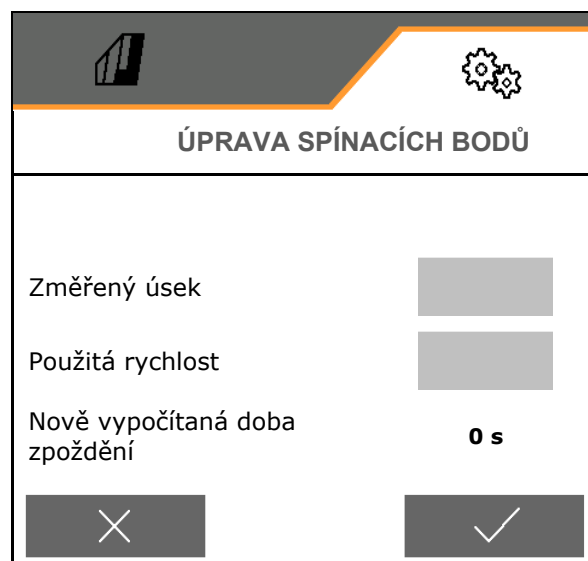 ÚPRAVA SPÍNACÍCH BODŮ
Změřený úsek
Použitá rychlost
Nově vypočítaná doba
zpoždění
0 s